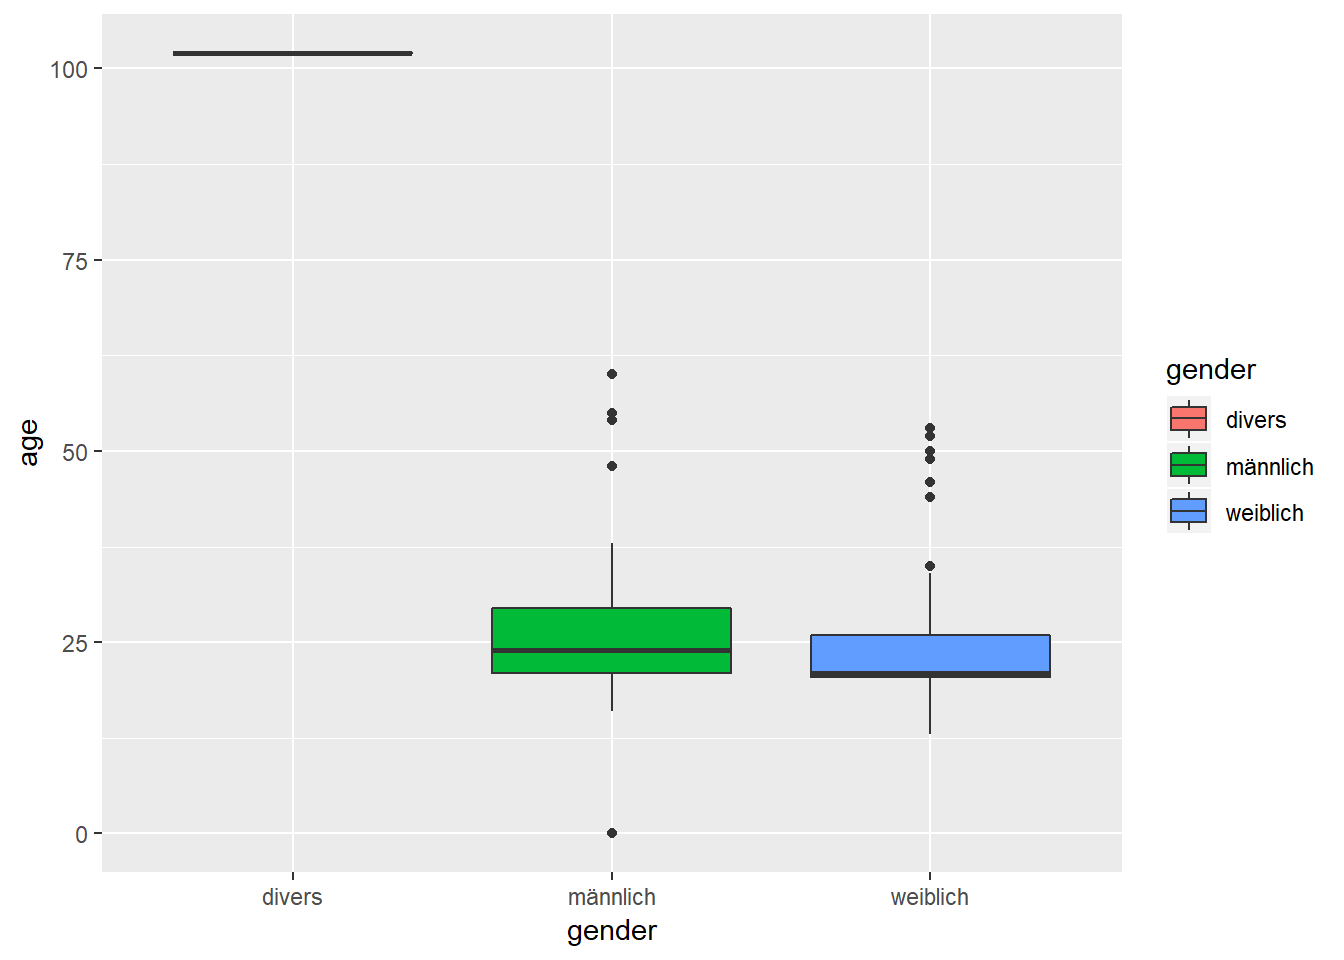 100
75
50
25
0
age
divers
männlich
weiblich
gender
gender
divers
männlich
weiblich